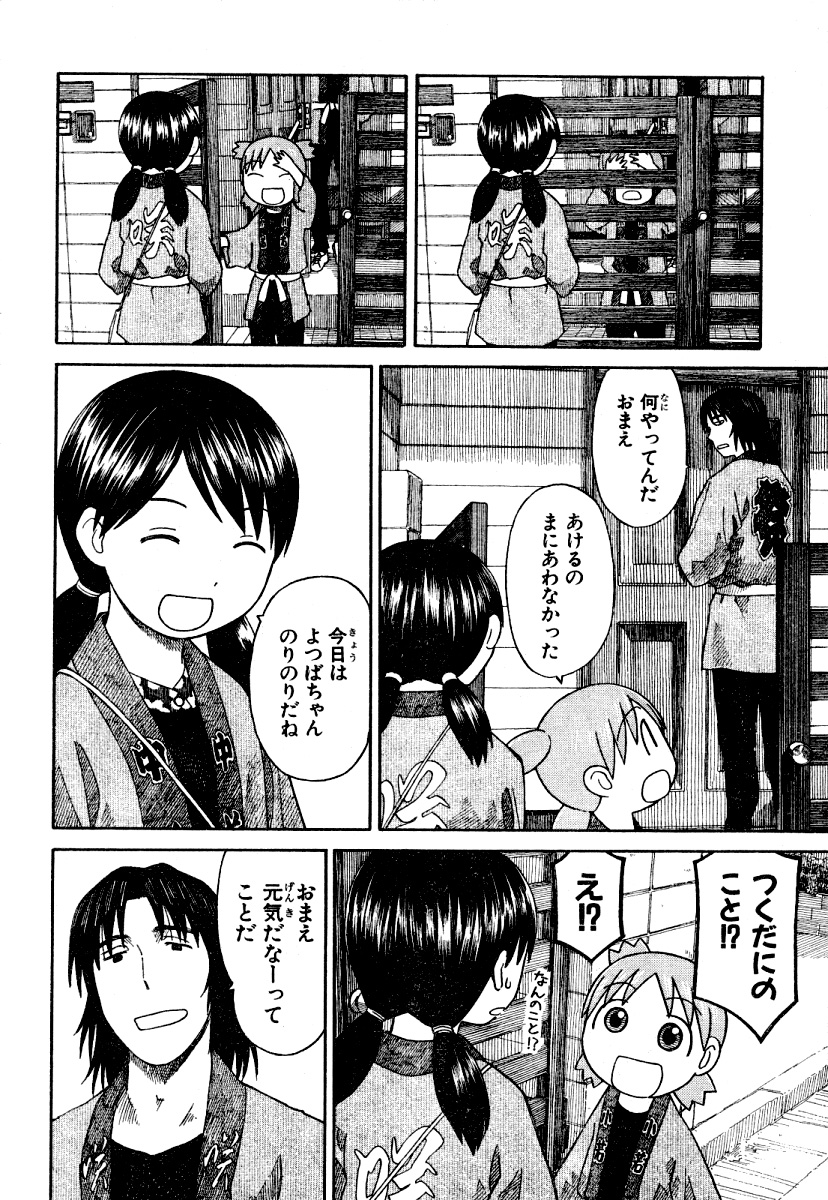 何やってんだ
おまえ
あけるの
まにあわなかった
今日は
よつばちゃん
のりのりだね
つくだにの
こと!?
え!?
なんのこと!?
おまえ
元気だなーって
ことだ